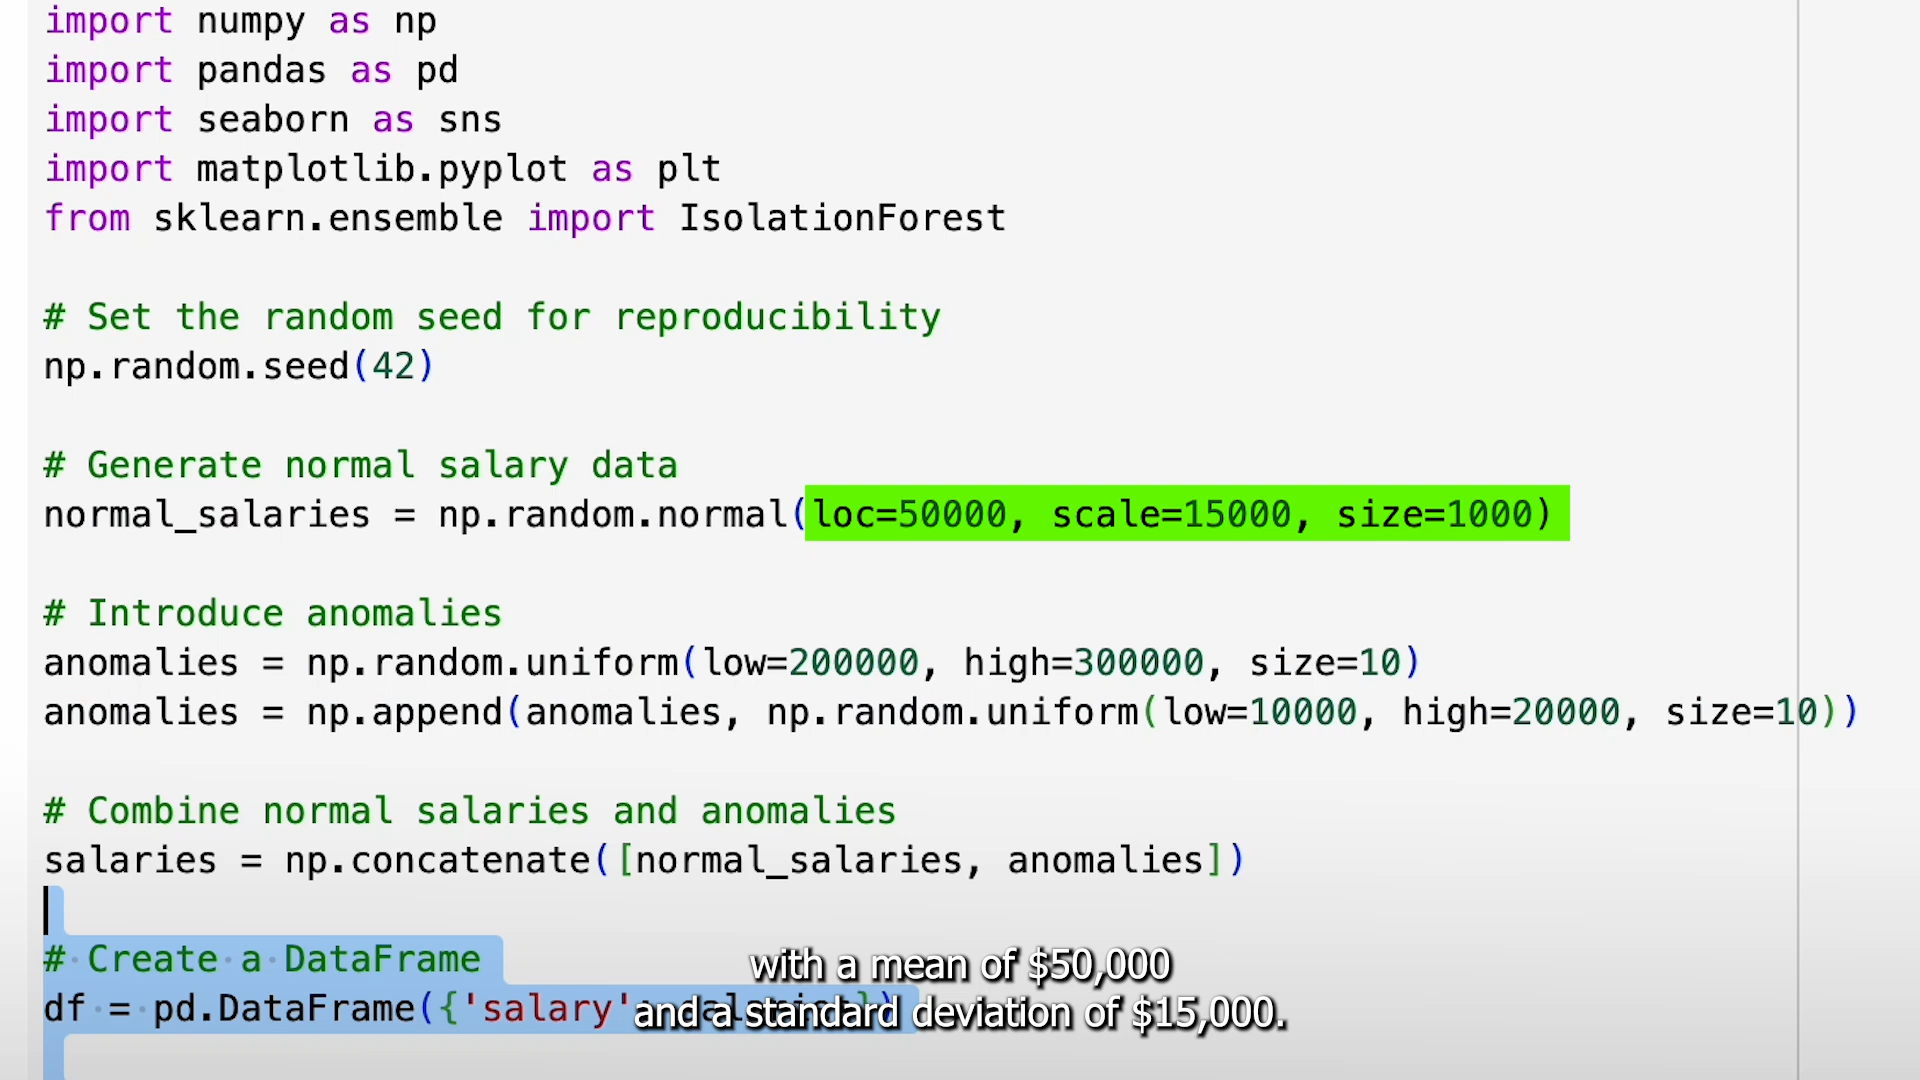 import numpy as np
import pandas as pd
import seaborn as sns
import matplotlib.pyplot as plt
from sklearn.ensemble import IsolationForest
# Set the random seed for reproducibility
np.random.seed(42)
# Generate normal salary data
normal_salaries = np.random.normal(loc=50000, scale=15000, size=1000)
# Introduce anomalies
anomalies = np.random.uniform(low=200000, high=300000, size=10)
anomalies = np.append(anomalies, np.random.uniform(low=10000, high=20000, size=10))
# Combine normal salaries and anomalies
salaries = np.concatenate([normal_salaries, anomalies])
# Create a DataFrame
df = pd.DataFrame({'salary'
with a mean of $50,000
and a standard deviation of $15,000.